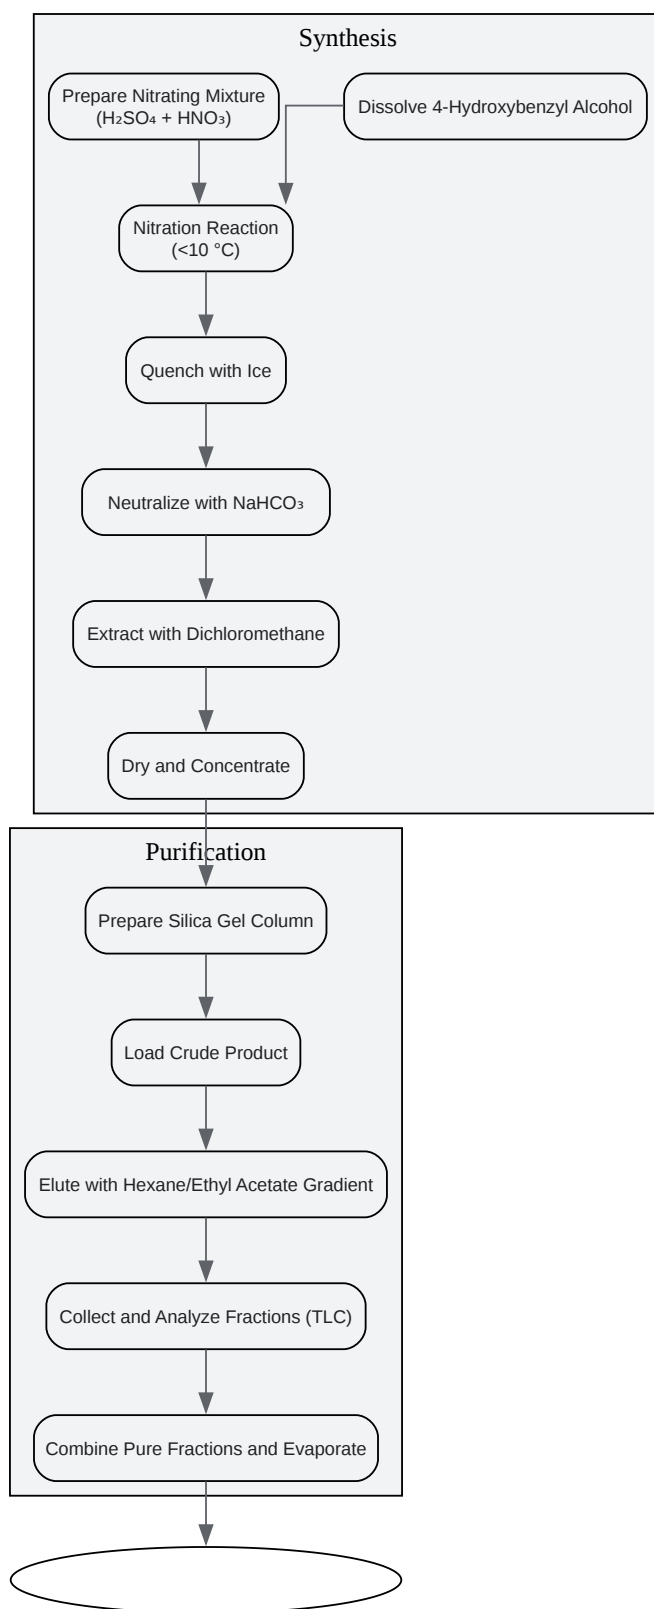 Synthesis
Prepare Nitrating Mixture
(H₂SO₄ + HNO₃)
Dissolve 4-Hydroxybenzyl Alcohol
Nitration Reaction
(<10 °C)
Quench with Ice
Neutralize with NaHCO₃
Extract with Dichloromethane
Dry and Concentrate
Purification
Prepare Silica Gel Column
Load Crude Product
Elute with Hexane/Ethyl Acetate Gradient
Collect and Analyze Fractions (TLC)
Combine Pure Fractions and Evaporate